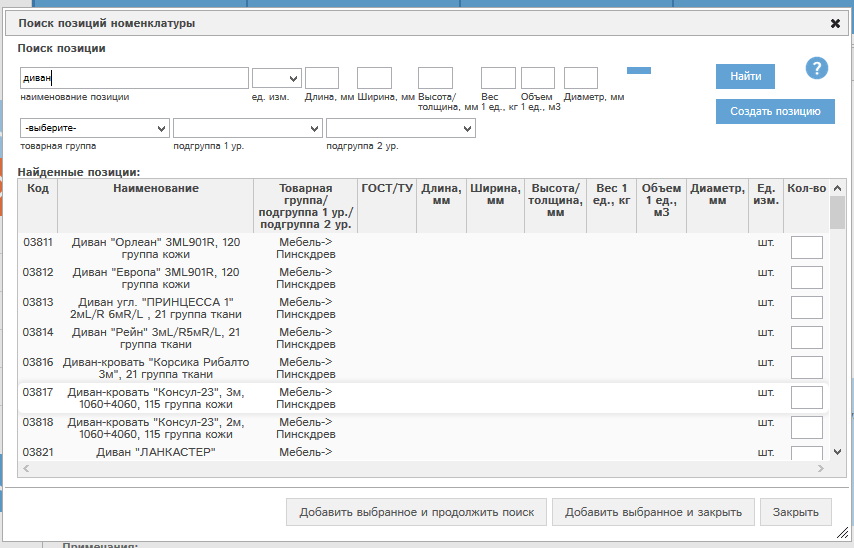 Поиск позиций номенклатуры
Поиск позиции
диван
Найти
?
наименование позиции
ед. изм.
Длина, мм
Ширина, мм
Высота/
толщина, мм
Вес
1 ед., кг
Объем
1 ед., м3
Диаметр, мм
Создать позицию
-выберите-
товарная группа
подгруппа 1 ур.
подгруппа 2 ур.
Найденные позиции:
Код
Наименование
Товарная
группа/
подгруппа 1 ур./
подгруппа 2 ур.
ГОСТ/ТУ
Длина,
мм
Ширина,
мм
Высота/
толщина,
мм
Вес 1
ед., кг
Объем
1 ед.,
м3
Диаметр,
мм
Ед.
изм.
Кол-во
03811 Диван "Орлеан" 3ML901R, 120 Мебель-> шт.
группа кожи Пинскдрев
03812 Диван "Европа" 3ML901R, 120 Мебель-> шт.
группа кожи Пинскдрев
03813 Диван угл. "ПРИНЦЕССА 1" Мебель-> шт.
2мL/R 6мR/L , 21 группа ткани Пинскдрев
03814 Диван "Рейн" 3мL/R5мR/L, 21 Мебель-> шт.
группа ткани Пинскдрев
03816 Диван-кровать "Корсика Рибалто Мебель-> шт.
3м", 21 группа ткани Пинскдрев
03817 Диван-кровать "Консул-23", 3м, Мебель-> шт.
1060+4060, 115 группа кожи Пинскдрев
03818 Диван-кровать "Консул-23", 2м, Мебель-> шт.
1060+4060, 115 группа кожи Пинскдрев
03821 Диван "ЛАНКАСТЕР" Мебель-> шт.
Добавить выбранное и продолжить поиск
Добавить выбранное и закрыть
Закрыть
Примечания: